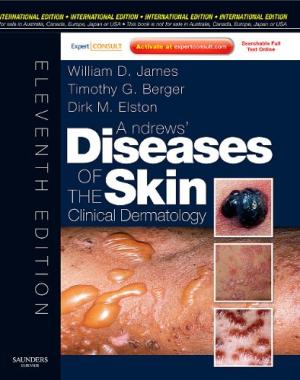 INTERNATIONAL EDITION • INTERNATIONAL EDITION • INTERNATIONAL EDITION • INTERNATIONAL EDITION
for sale in Australia, Canada, Europe, Japan or USA • This book is not for sale in Australia, Canada, Europe, Japan or USA • This book is not
Expert CONSULT
Activate at expertconsult.com
Searchable Full
Text Online
William D. James
Timothy G. Berger
Dirk M. Elston
Andrews'
Diseases
OF
THE Skin
Clinical Dermatology
ELEVENTH EDITION
SAUNDERS
ELSEVIER